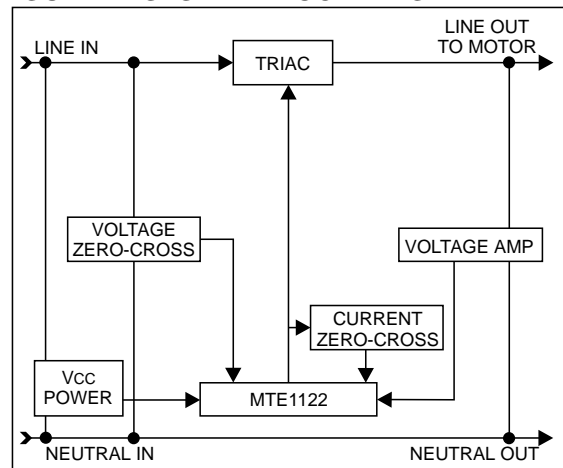 LINE IN
LINE OUT
TO MOTOR
TRIAC
VOLTAGE
ZERO-CROSS
VOLTAGE AMP
CURRENT
ZERO-CROSS
VCC
POWER
MTE1122
NEUTRAL IN
NEUTRAL OUT